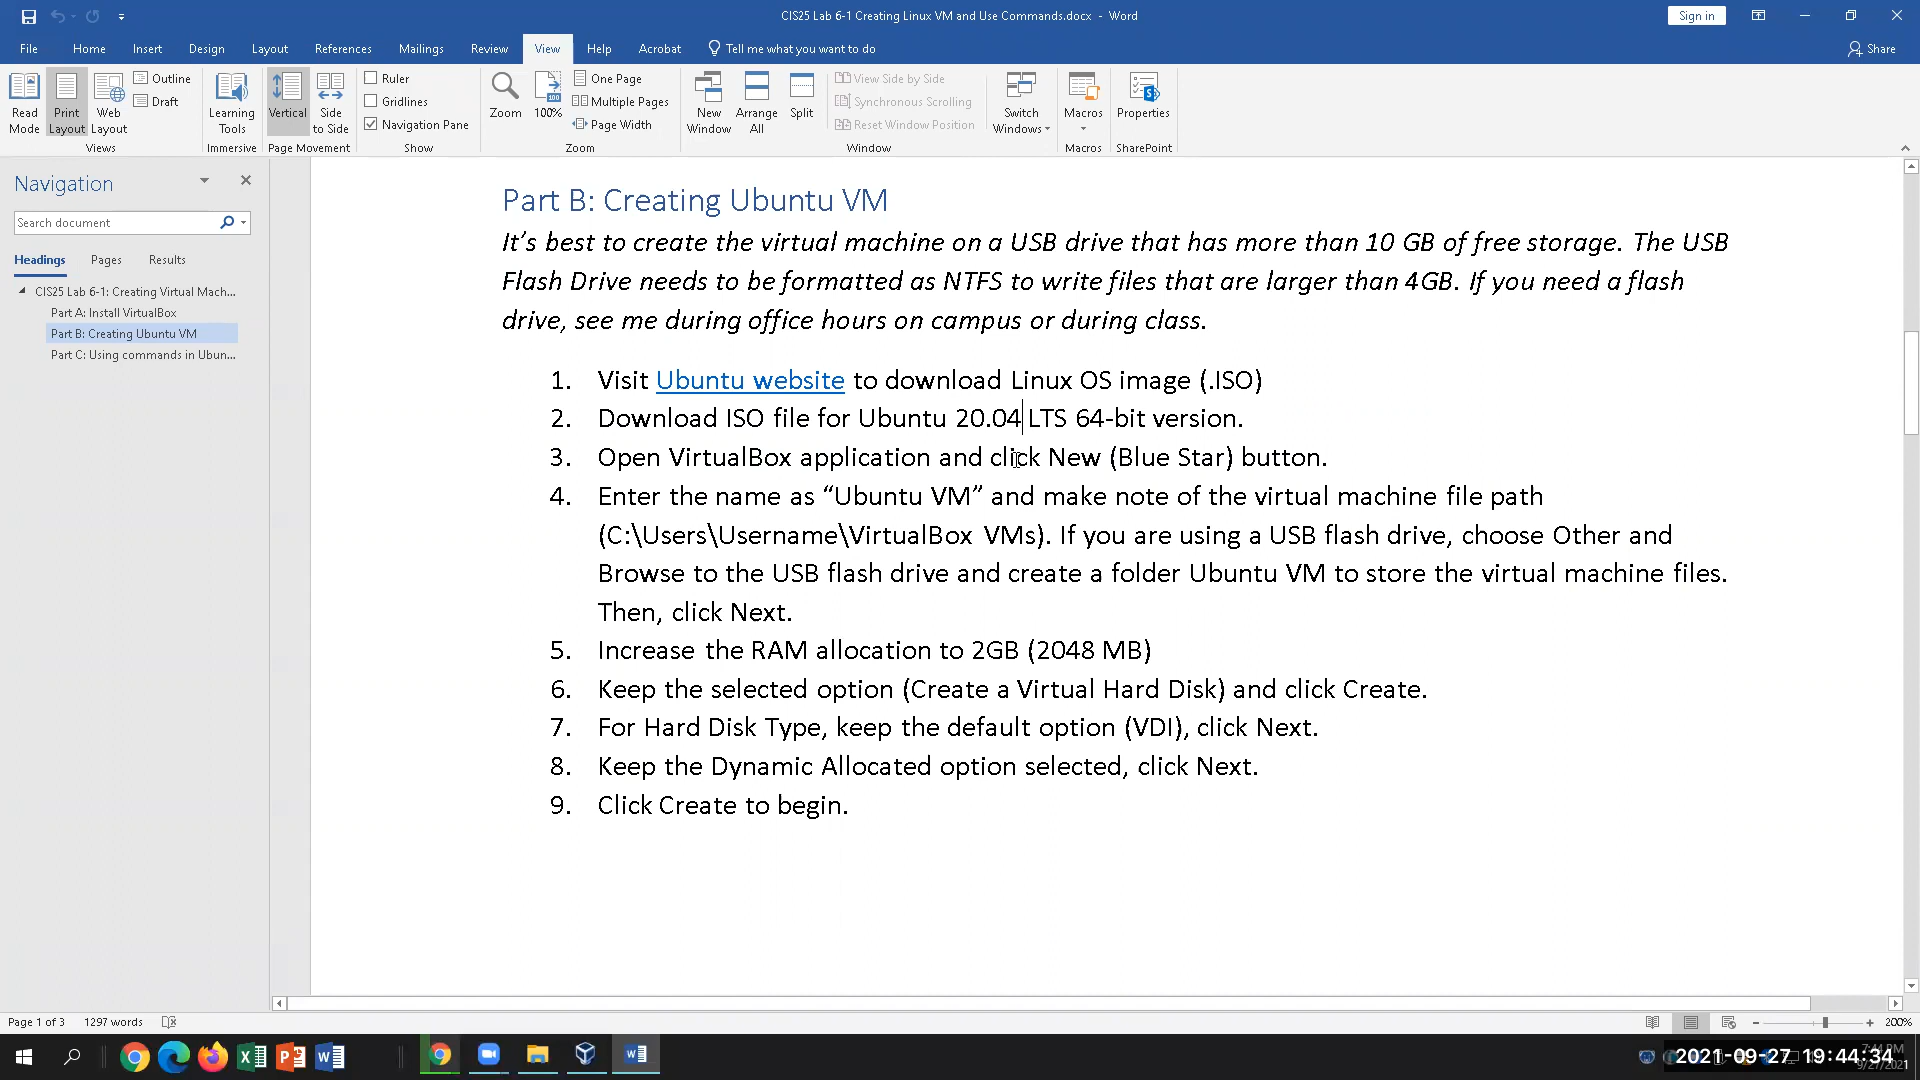 CIS25 Lab 6-1 Creating Linux VM and Use Commands.docx - Word
Sign in
File Home Insert Design Layout References Mailings Review View Help Acrobat Tell me what you want to do
Share
Read Mode
Print Layout
Web Layout
Outline
Draft
Views
Learning Tools
Immersive
Vertical
Side to Side
Page Movement
Ruler
Gridlines
Navigation Pane
Show
Zoom
100%
One Page
Multiple Pages
Page Width
Zoom
New Window
Arrange All
Split
View Side by Side
Synchronous Scrolling
Reset Window Position
Window
Switch Windows
Macros
Macros
Properties
SharePoint
Navigation
Search document
Headings Pages Results
CIS25 Lab 6-1: Creating Virtual Mach...
Part A: Install VirtualBox
Part B: Creating Ubuntu VM
Part C: Using commands in Ubun...
Part B: Creating Ubuntu VM
It’s best to create the virtual machine on a USB drive that has more than 10 GB of free storage. The USB
Flash Drive needs to be formatted as NTFS to write files that are larger than 4GB. If you need a flash
drive, see me during office hours on campus or during class.
1. Visit Ubuntu website to download Linux OS image (.ISO)
2. Download ISO file for Ubuntu 20.04 LTS 64-bit version.
3. Open VirtualBox application and click New (Blue Star) button.
4. Enter the name as “Ubuntu VM” and make note of the virtual machine file path
(C:\Users\Username\VirtualBox VMs). If you are using a USB flash drive, choose Other and
Browse to the USB flash drive and create a folder Ubuntu VM to store the virtual machine files.
Then, click Next.
5. Increase the RAM allocation to 2GB (2048 MB)
6. Keep the selected option (Create a Virtual Hard Disk) and click Create.
7. For Hard Disk Type, keep the default option (VDI), click Next.
8. Keep the Dynamic Allocated option selected, click Next.
9. Click Create to begin.
Page 1 of 3 1297 words
200%
2021-09-27 19:44:34